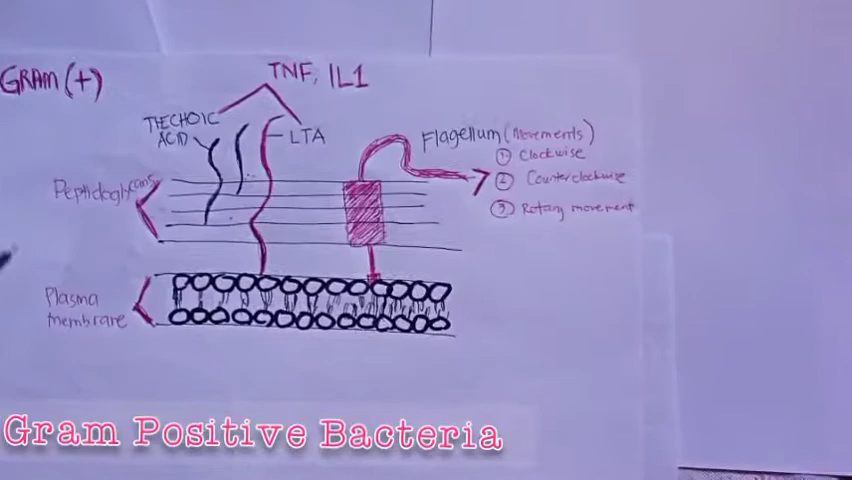 GRAM (+)
TNF, IL1
THECHOIC
ACID
LTA
Flagellum (Movements)
① Clockwise
② Counterclockwise
③ Rotary movement
Peptidoglycans
Plasma
membrane
Gram Positive Bacteria